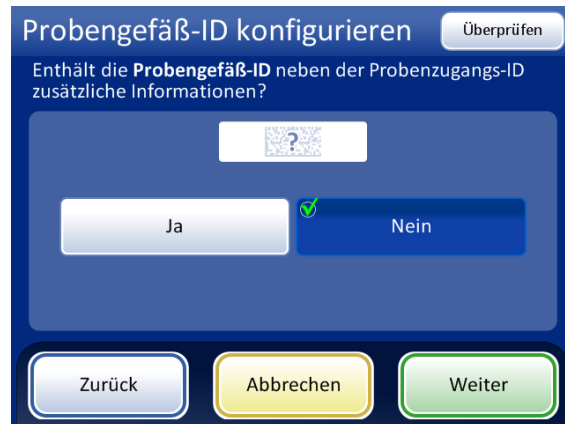 Probengefäß-ID konfigurieren
Überprüfen
Enthält die Probengefäß-ID neben der Probenzugangs-ID
zusätzliche Informationen?
?
Ja
Nein
Zurück
Abbrechen
Weiter